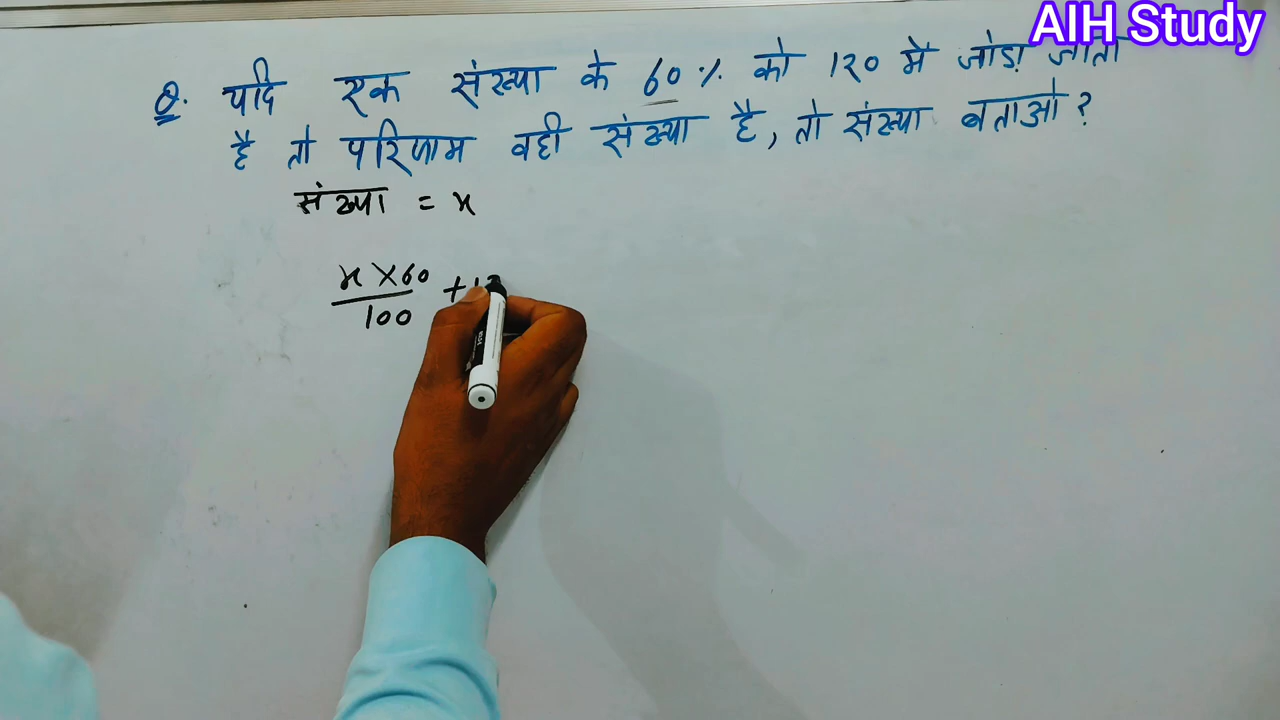 AIH Study
Q. यदि एक संख्या के 60% को 120 में जोडा़ जाता
है तो परिणाम वही संख्या है, तो संख्या बताओ?
संख्या = x
x × 60 +
100